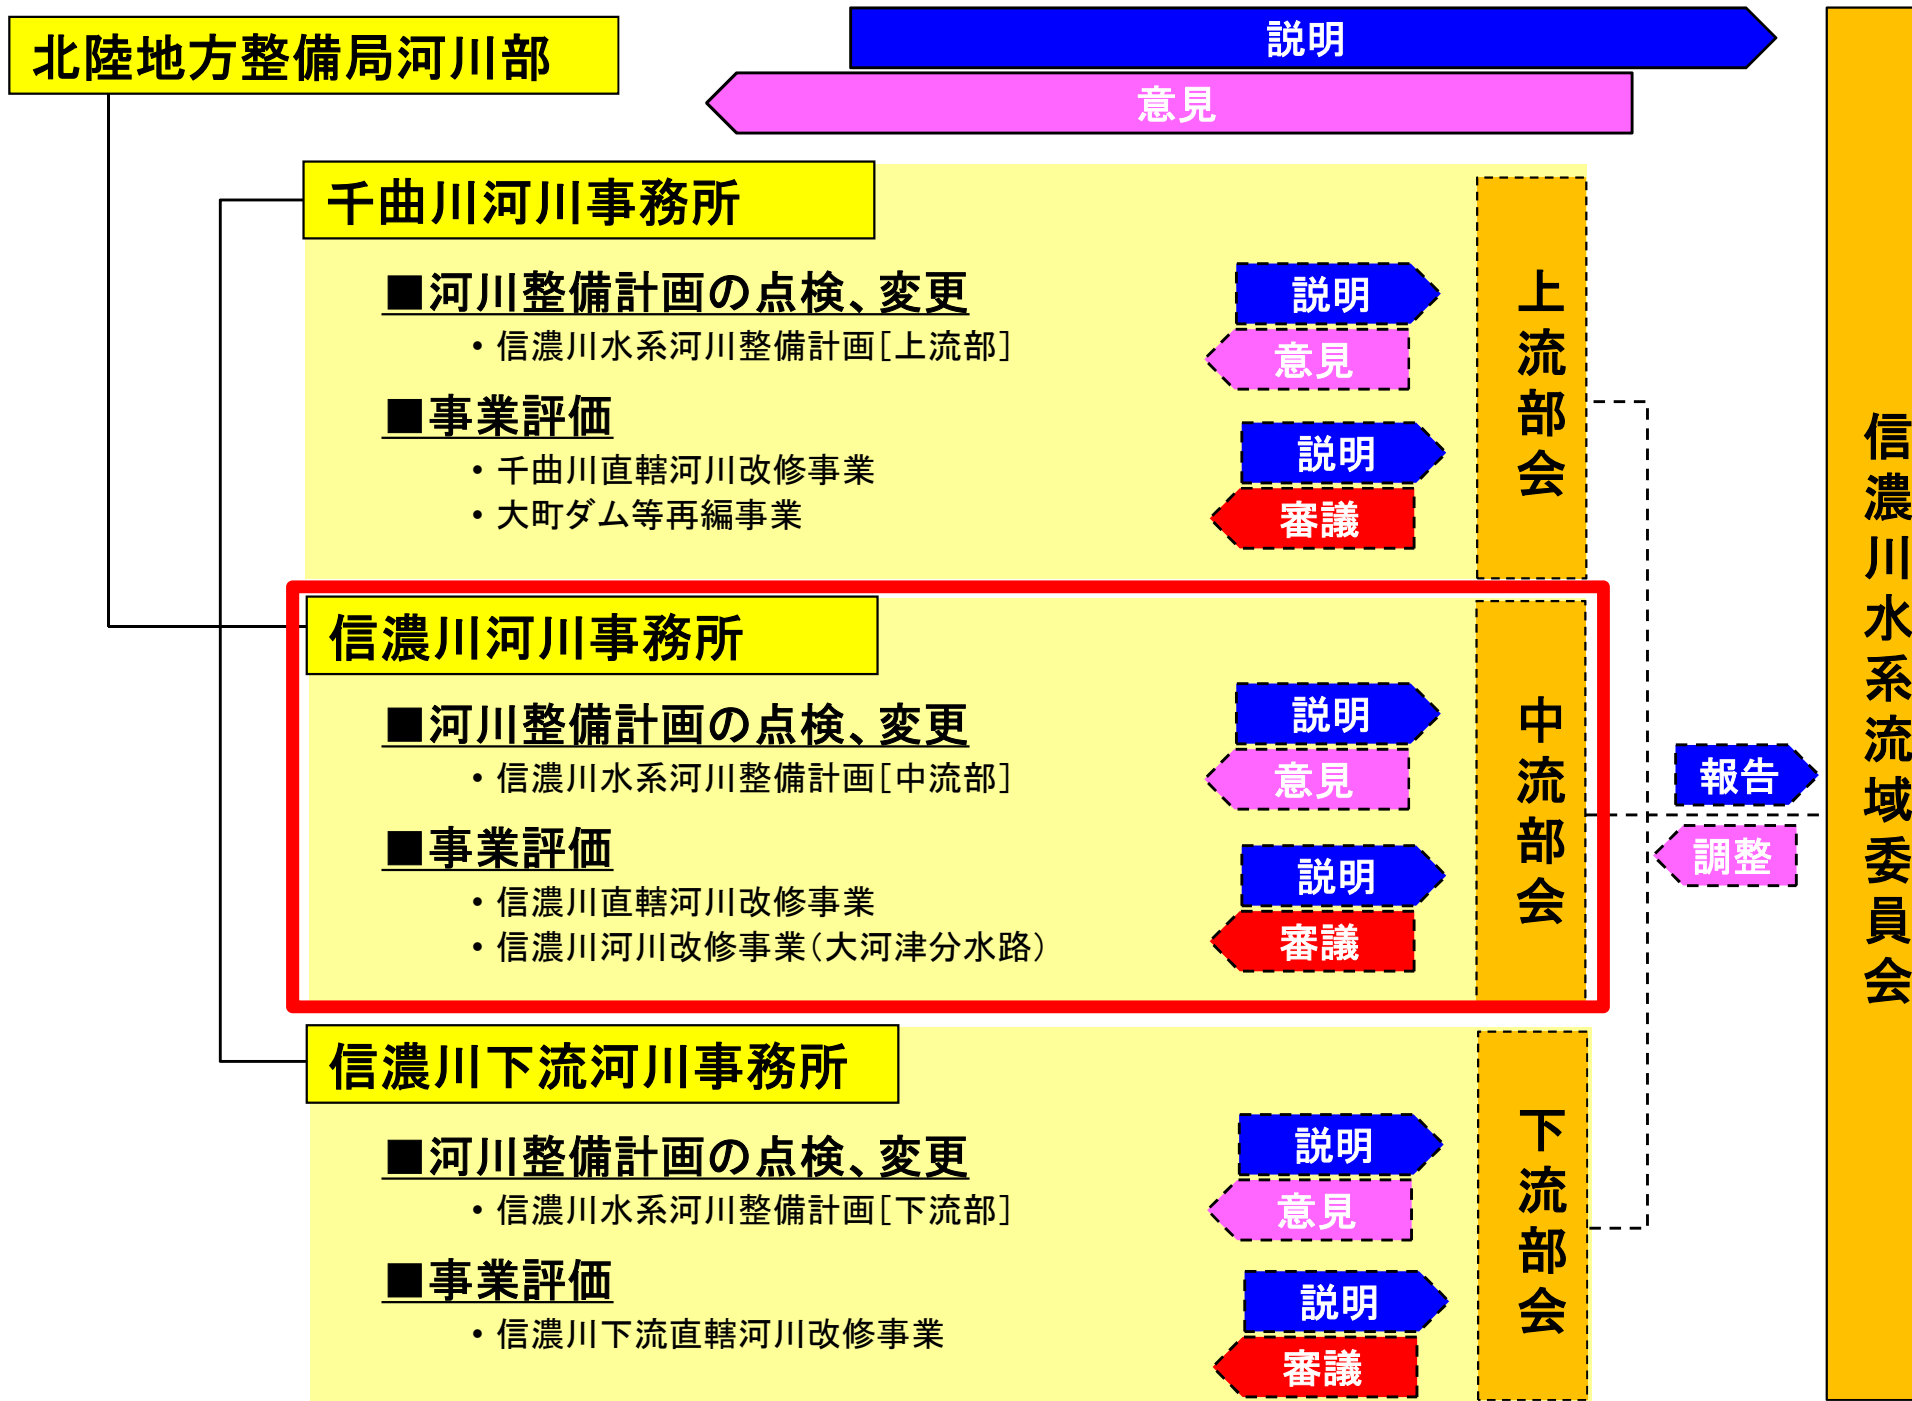 北陸地方整備局河川部
説明
意見
千曲川河川事務所
■河川整備計画の点検、変更
・信濃川水系河川整備計画［上流部］
説明
意見
■事業評価
・千曲川直轄河川改修事業
・大町ダム等再編事業
説明
審議
上流部会
信濃川河川事務所
■河川整備計画の点検、変更
・信濃川水系河川整備計画［中流部］
説明
意見
■事業評価
・信濃川直轄河川改修事業
・信濃川河川改修事業（大河津分水路）
説明
審議
中流部会
報告
調整
信濃川下流河川事務所
■河川整備計画の点検、変更
・信濃川水系河川整備計画［下流部］
説明
意見
■事業評価
・信濃川下流直轄河川改修事業
説明
審議
下流部会
信濃川水系流域委員会